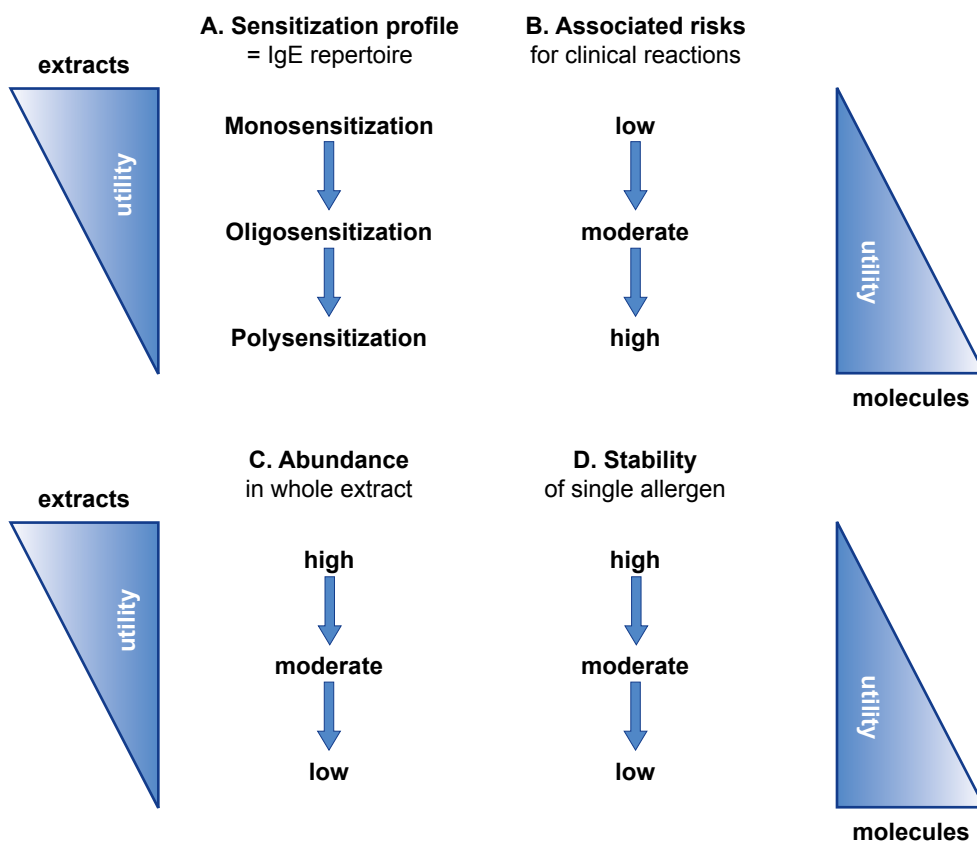 A. Sensitization profile
= IgE repertoire
B. Associated risks
for clinical reactions
extracts
utility
Monosensitization
Oligosensitization
Polysensitization
low
moderate
high
utility
molecules
C. Abundance
in whole extract
D. Stability
of single allergen
extracts
utility
high
moderate
low
high
moderate
low
utility
molecules